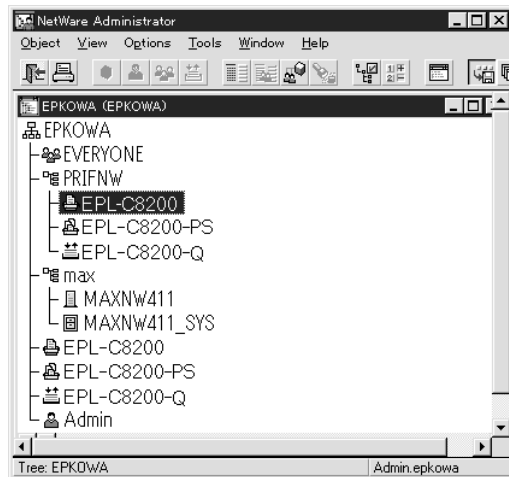 NetWare Administrator
Object View Options Tools Window Help
EPKOWA (EPKOWA)
EPKOWA
EVERYONE
PRIFNW
EPL-C8200
EPL-C8200-PS
EPL-C8200-Q
max
MAXNW411
MAXNW411_SYS
EPL-C8200
EPL-C8200-PS
EPL-C8200-Q
Admin
Tree: EPKOWA Admin.epkowa